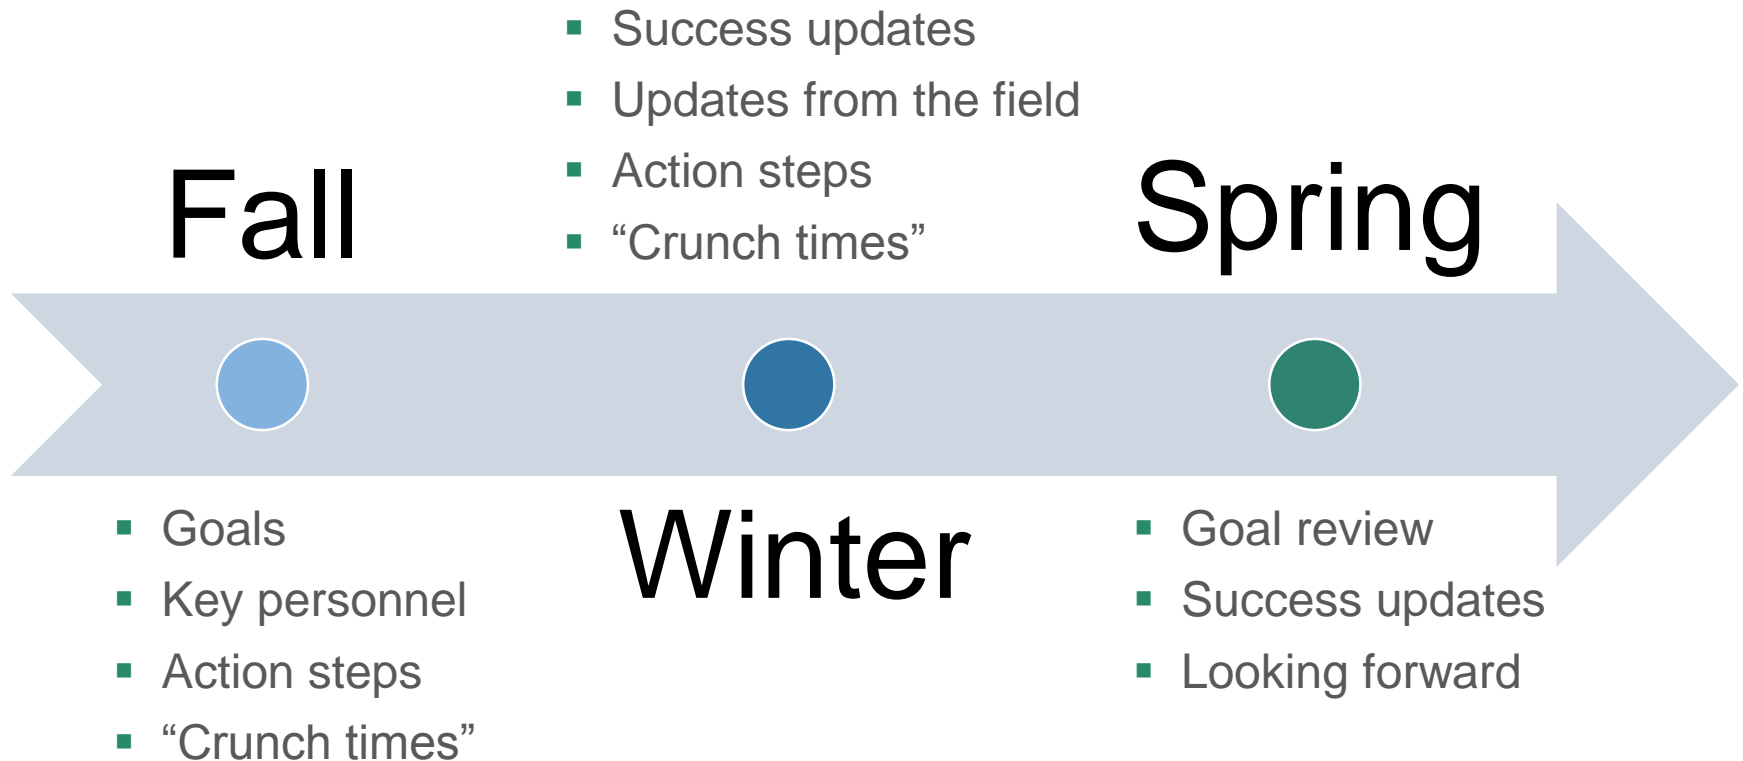 Fall
▪ Goals
▪ Key personnel
▪ Action steps
▪ “Crunch times”
▪ Success updates
▪ Updates from the field
▪ Action steps
▪ “Crunch times”
Winter
Spring
▪ Goal review
▪ Success updates
▪ Looking forward